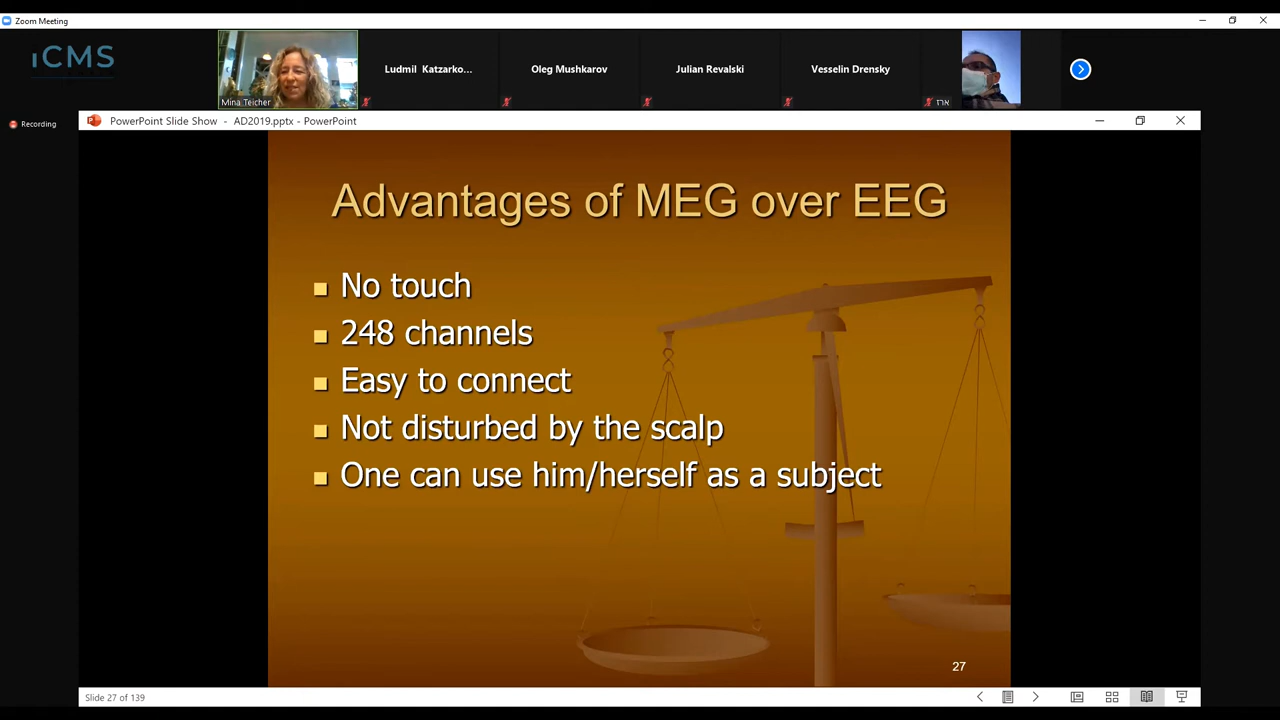 Zoom Meeting
iCMS
Mina Teicher
Ludmil Katzarko...
Oleg Mushkarov
Julian Revalski
Vesselin Drensky
ארז
Recording
PowerPoint Slide Show - AD2019.pptx - PowerPoint
Advantages of MEG over EEG
No touch
248 channels
Easy to connect
Not disturbed by the scalp
One can use him/herself as a subject
27
Slide 27 of 139